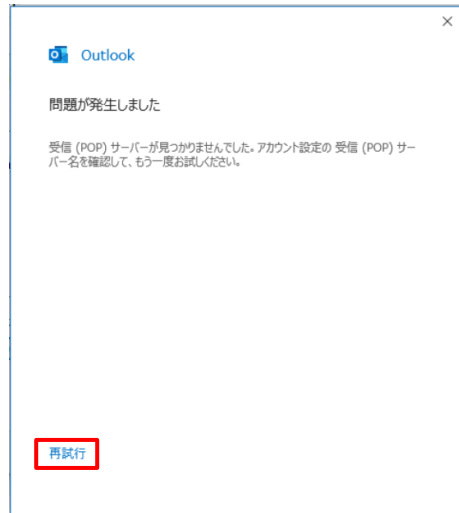 Outlook
問題が発生しました
受信 (POP) サーバーが見つかりませんでした。アカウント設定の 受信 (POP) サー
バー名を確認して、もう一度お試しください。
再試行